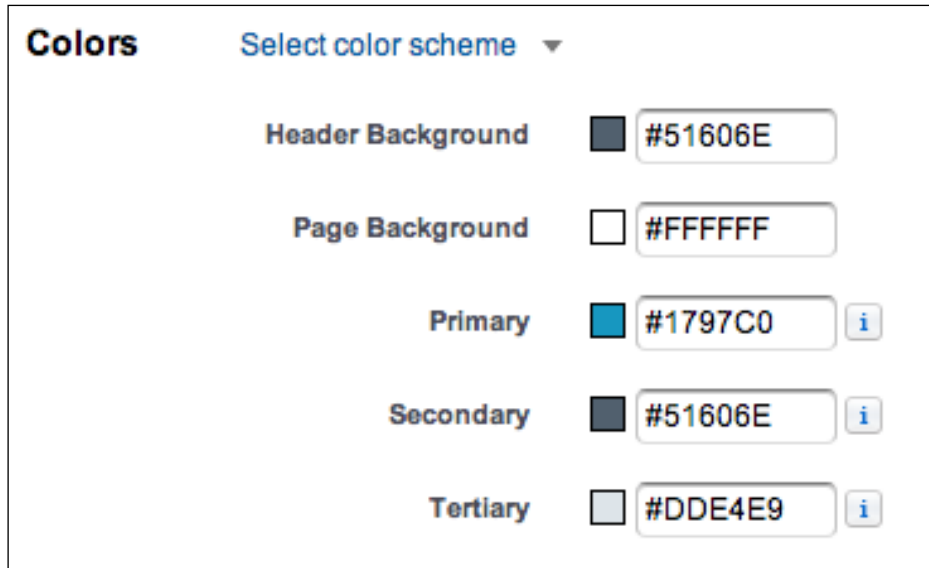 Colors Select color scheme
Header Background #51606E
Page Background #FFFFFF
Primary #1797C0 i
Secondary #51606E i
Tertiary #DDE4E9 i